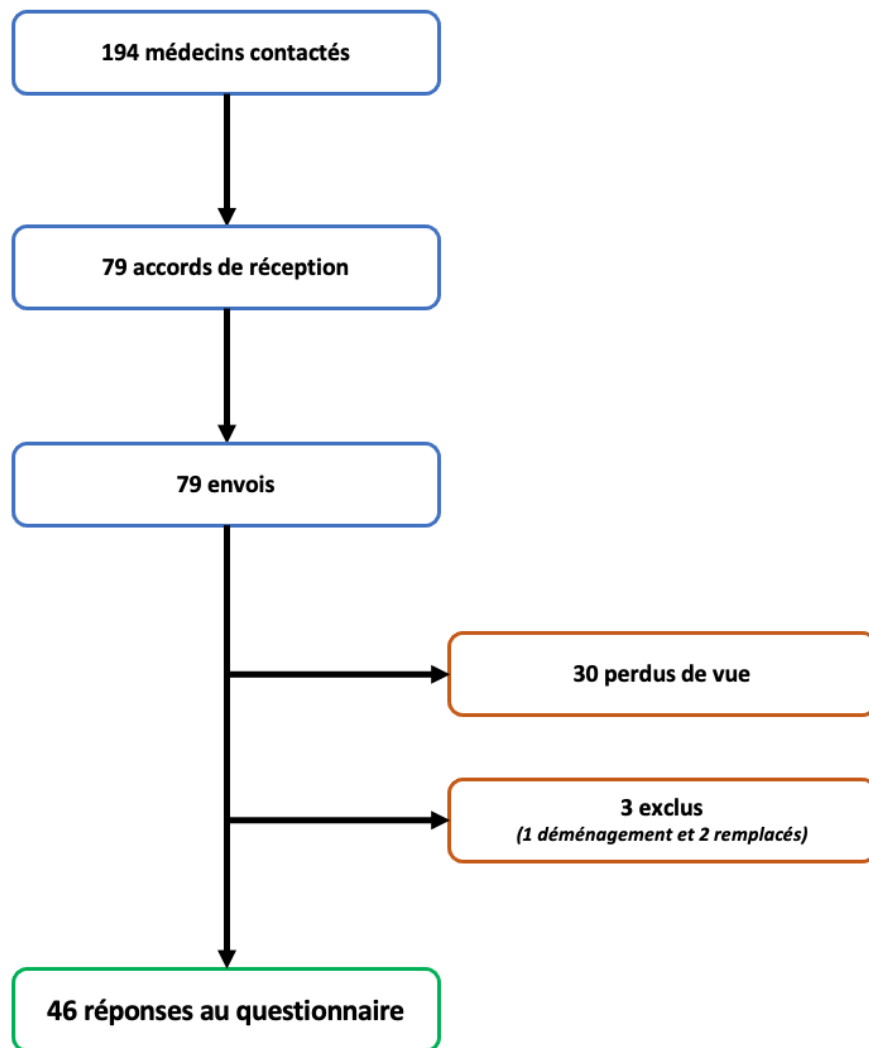 194 médecins contactés
79 accords de réception
79 envois
30 perdus de vue
3 exclus
(1 déménagement et 2 remplacés)
46 réponses au questionnaire